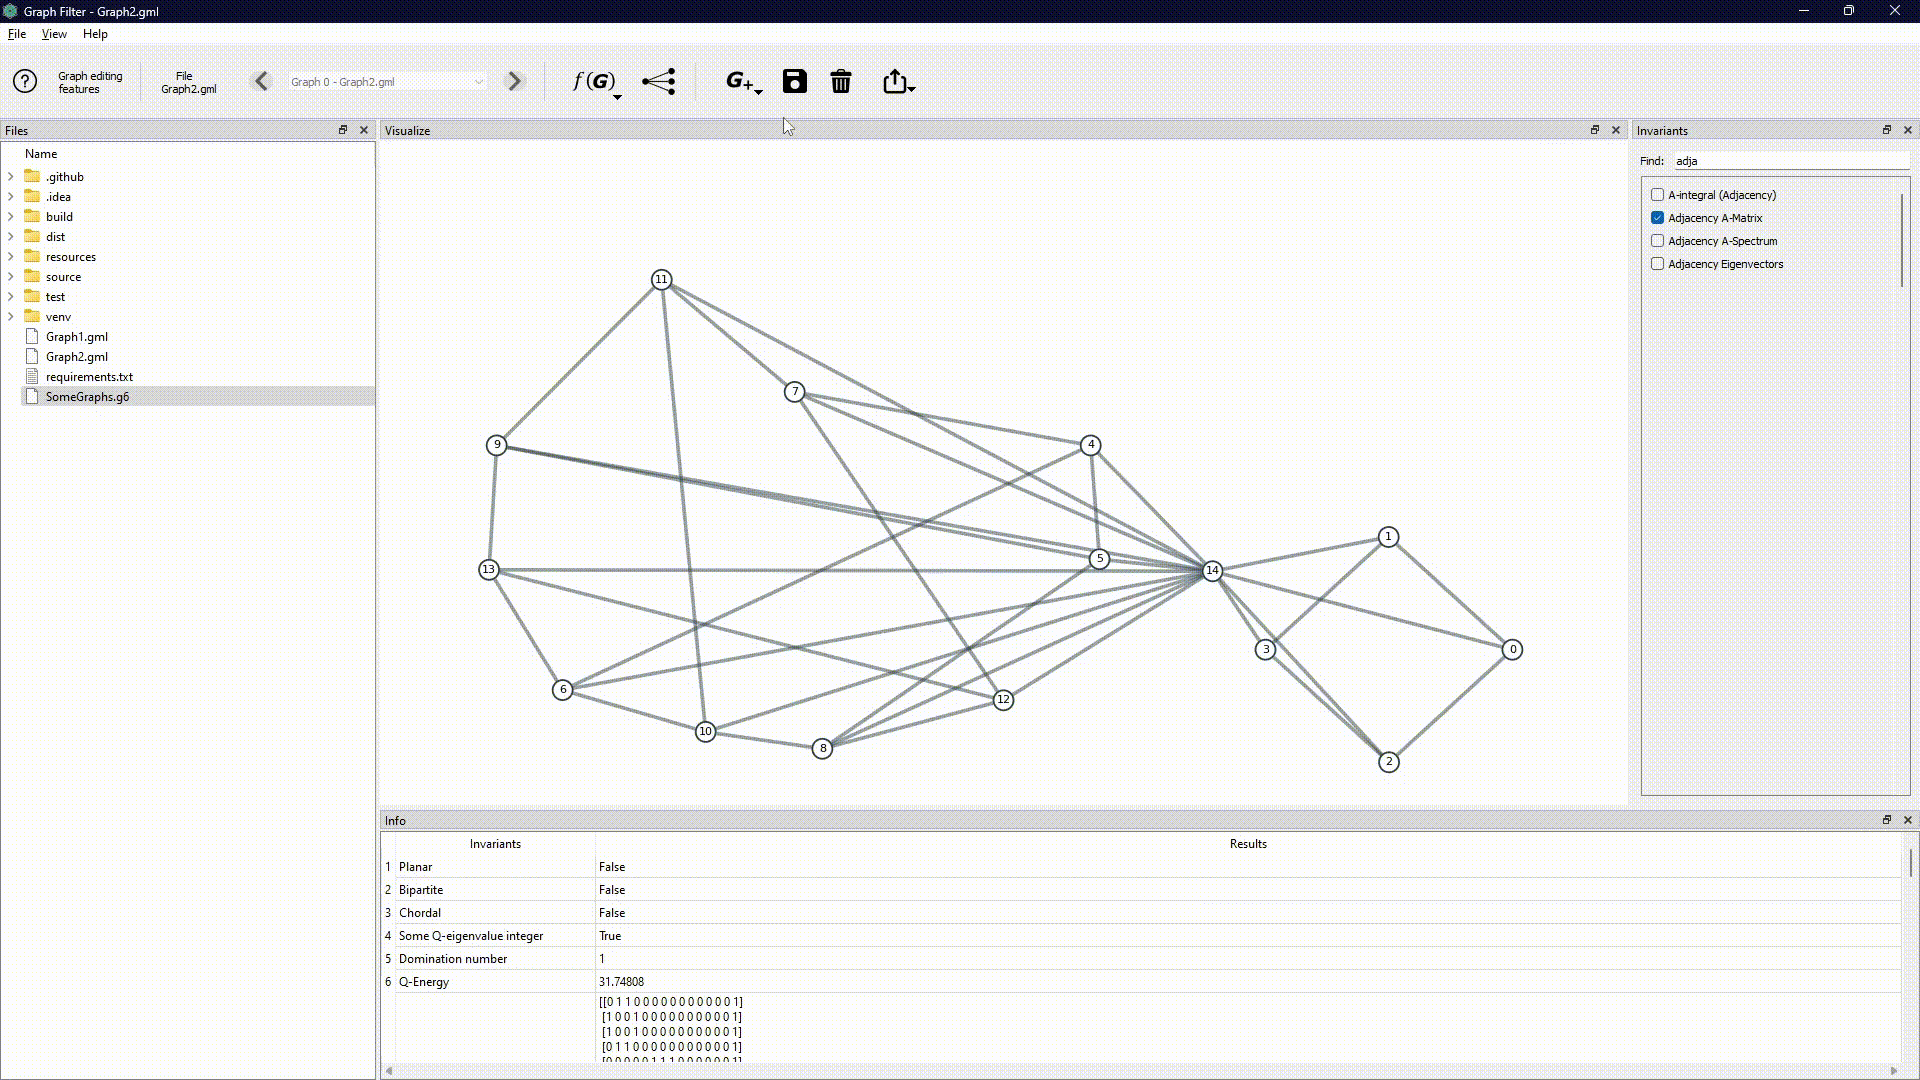 Graph Filter - Graph2.gml
File View Help
Graph editing features
File Graph2.gml
Graph 0 - Graph2.gml
f(G)
G+
Files
Name
.github
.idea
build
dist
resources
source
test
venv
Graph1.gml
Graph2.gml
requirements.txt
SomeGraphs.g6
Visualize
11
7
9
4
1
5
14
13
3
0
6
12
10
8
2
Invariants
Find: adja
A-integral (Adjacency)
Adjacency A-Matrix
Adjacency A-Spectrum
Adjacency Eigenvectors
Info
Invariants Results
1 Planar False
2 Bipartite False
3 Chordal False
4 Some Q-eigenvalue integer True
5 Domination number 1
6 Q-Energy 31.74808
[[0 1 1 0 0 0 0 0 0 0 0 0 0 0 1]
[1 0 0 1 0 0 0 0 0 0 0 0 0 0 1]
[1 0 0 1 0 0 0 0 0 0 0 0 0 0 1]
[0 1 1 0 0 0 0 0 0 0 0 0 0 0 1]